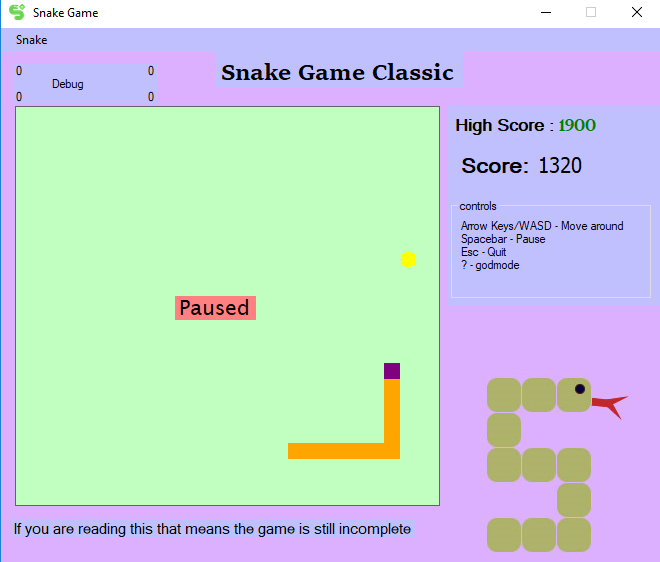 Snake Game
Snake
0 0
Debug
0 0
Snake Game Classic
High Score : 1900
Score: 1320
controls
Arrow Keys/WASD - Move around
Spacebar - Pause
Esc - Quit
? - godmode
Paused
If you are reading this that means the game is still incomplete